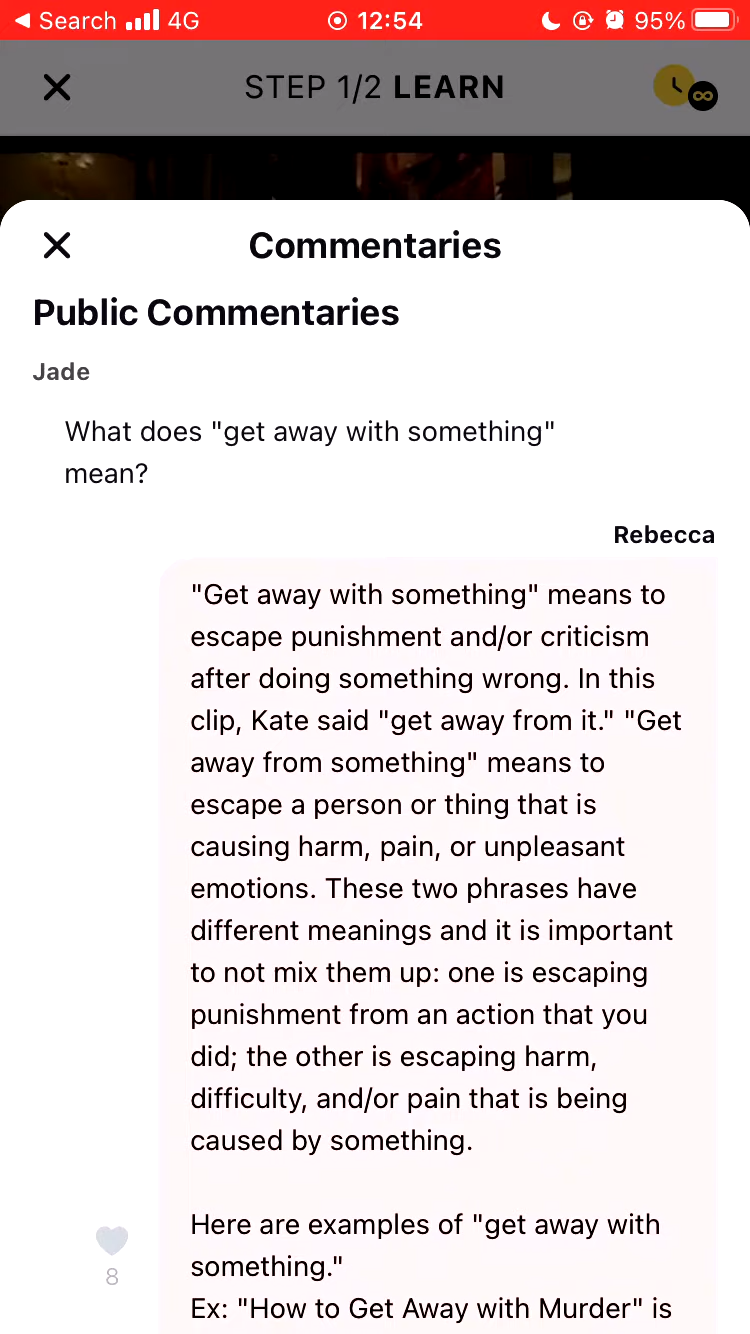 Search 4G 12:54 95%
STEP 1/2 LEARN
Commentaries
Public Commentaries
Jade
What does "get away with something"
mean?
Rebecca
"Get away with something" means to
escape punishment and/or criticism
after doing something wrong. In this
clip, Kate said "get away from it." "Get
away from something" means to
escape a person or thing that is
causing harm, pain, or unpleasant
emotions. These two phrases have
different meanings and it is important
to not mix them up: one is escaping
punishment from an action that you
did; the other is escaping harm,
difficulty, and/or pain that is being
caused by something.
Here are examples of "get away with
something."
8
Ex: "How to Get Away with Murder" is